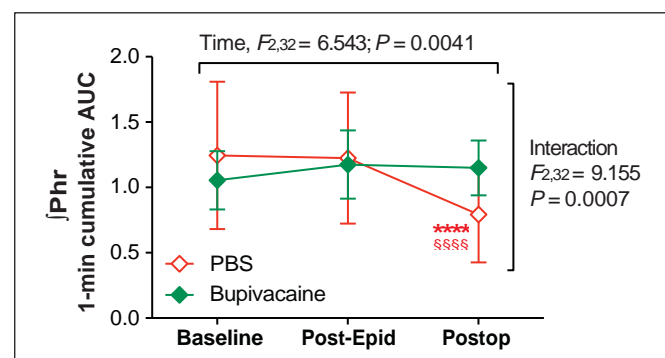 Time, F2,32 = 6.543; P = 0.0041
∫Phr
1-min cumulative AUC
2.0
1.5
1.0
0.5
0.0
Interaction
F2,32 = 9.155
P = 0.0007
****
§§§§
PBS
Bupivacaine
Baseline Post-Epid Postop